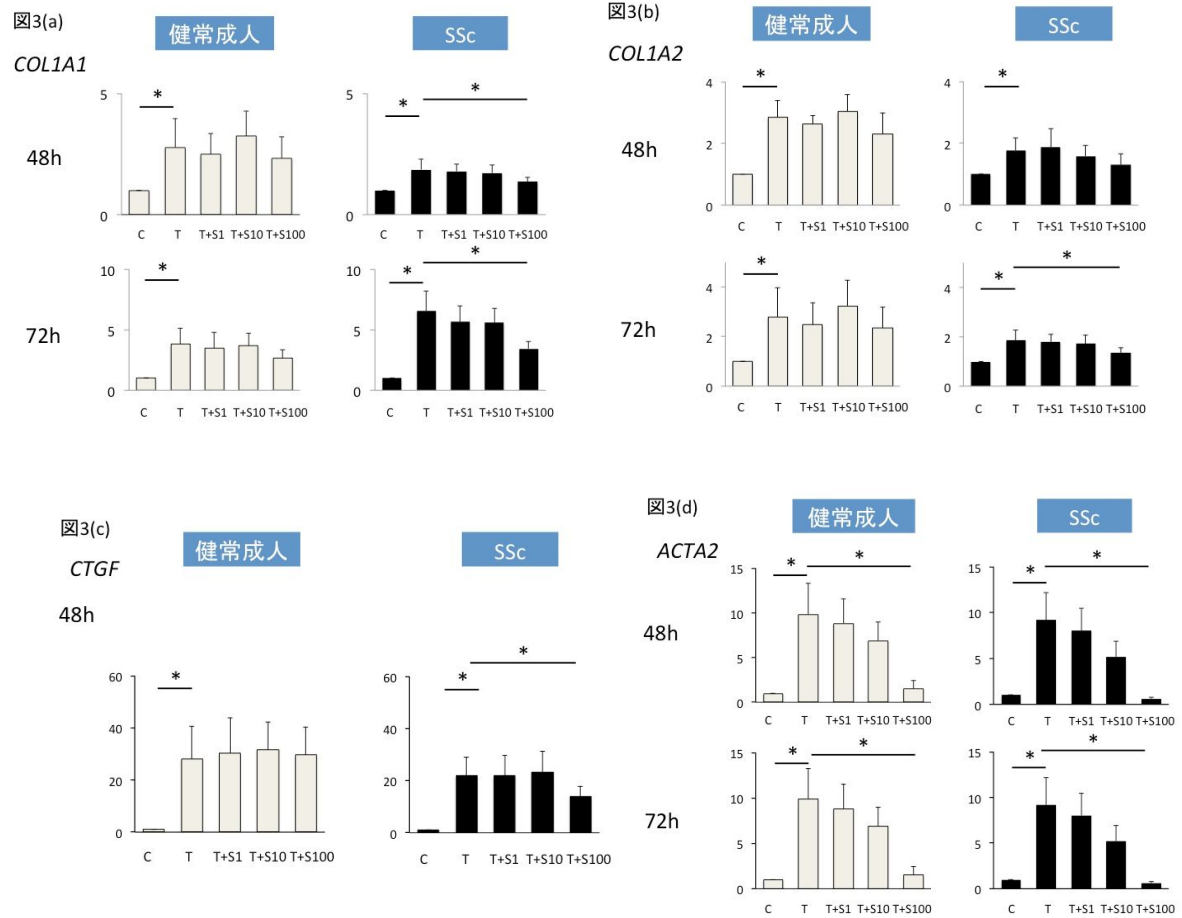 図3(a)
健常成人
SSc
COL1A1
48h
*
5
0
C T T+S1 T+S10 T+S100
*
*
5
0
C T T+S1 T+S10 T+S100
72h
*
10
5
0
C T T+S1 T+S10 T+S100
*
*
10
5
0
C T T+S1 T+S10 T+S100
図3(b)
健常成人
SSc
COL1A2
48h
*
4
2
0
C T T+S1 T+S10 T+S100
*
4
2
0
C T T+S1 T+S10 T+S100
72h
*
4
2
0
C T T+S1 T+S10 T+S100
*
*
4
2
0
C T T+S1 T+S10 T+S100
図3(c)
健常成人
SSc
CTGF
48h
*
60
40
20
0
C T T+S1 T+S10 T+S100
*
*
60
40
20
0
C T T+S1 T+S10 T+S100
図3(d)
健常成人
SSc
ACTA2
48h
*
*
15
10
5
0
C T T+S1 T+S10 T+S100
*
*
15
10
5
0
C T T+S1 T+S10 T+S100
72h
*
*
15
10
5
0
C T T+S1 T+S10 T+S100
*
*
15
10
5
0
C T T+S1 T+S10 T+S100